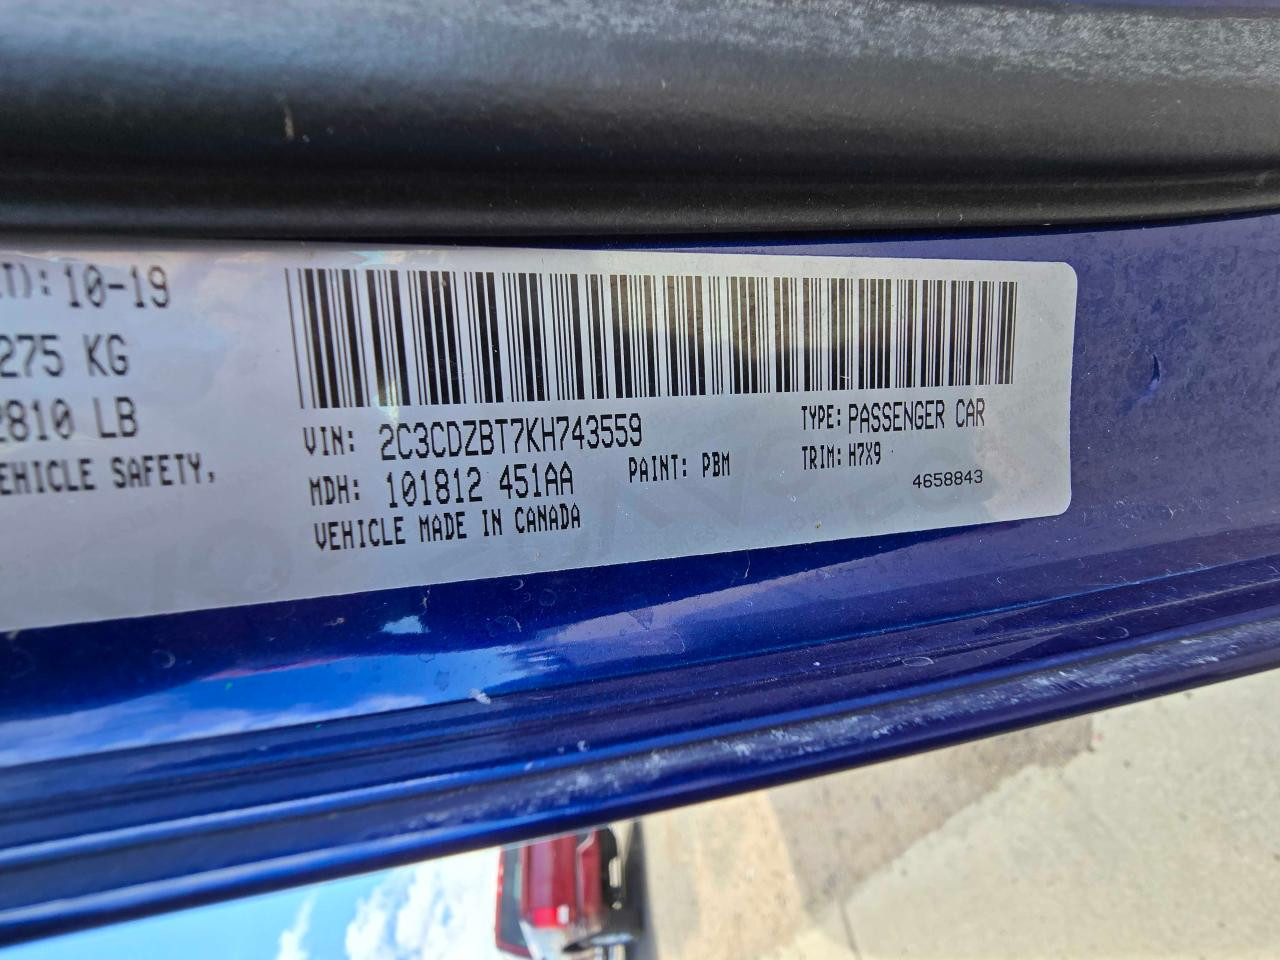 IT): 10-19
275 KG
2810 LB
EHICLE SAFETY,
VIN: 2C3CDZBT7KH743559
TYPE: PASSENGER CAR
MDH: 101812 451AA
PAINT: PBM
TRIM: H7X9
VEHICLE MADE IN CANADA
4658843